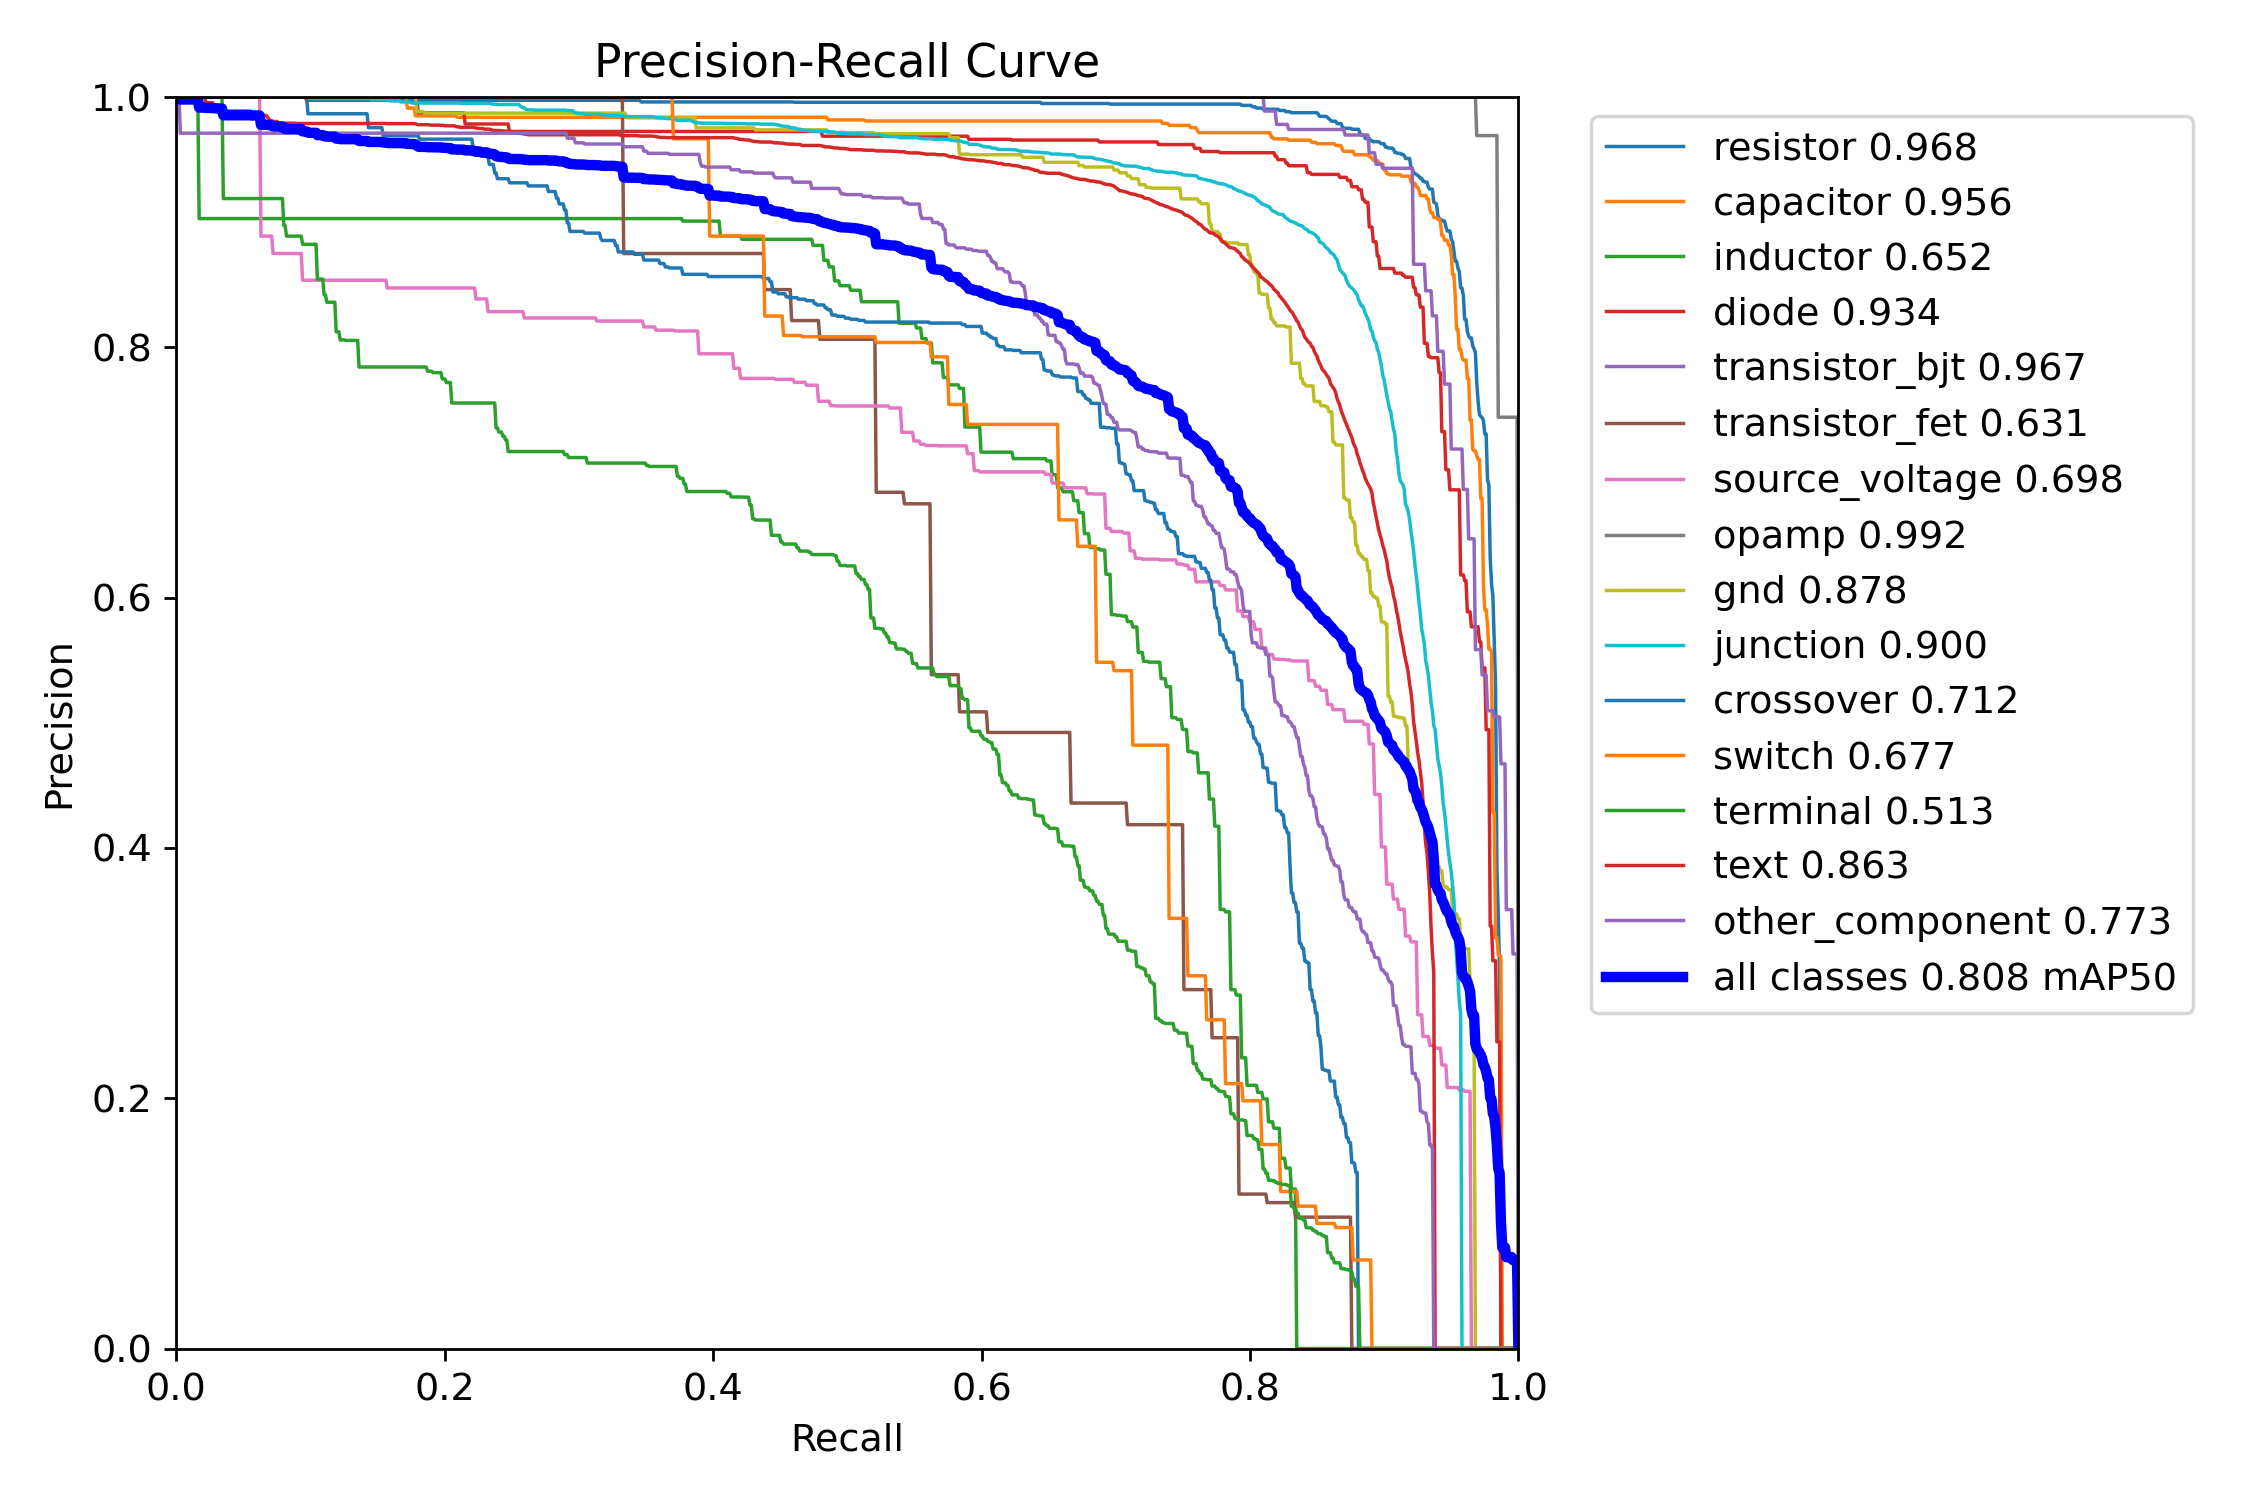 Precision-Recall Curve
1.0
0.8
0.6
0.4
0.2
0.0
Precision
0.0 0.2 0.4 0.6 0.8 1.0
Recall
resistor 0.968
capacitor 0.956
inductor 0.652
diode 0.934
transistor_bjt 0.967
transistor_fet 0.631
source_voltage 0.698
opamp 0.992
gnd 0.878
junction 0.900
crossover 0.712
switch 0.677
terminal 0.513
text 0.863
other_component 0.773
all classes 0.808 mAP50